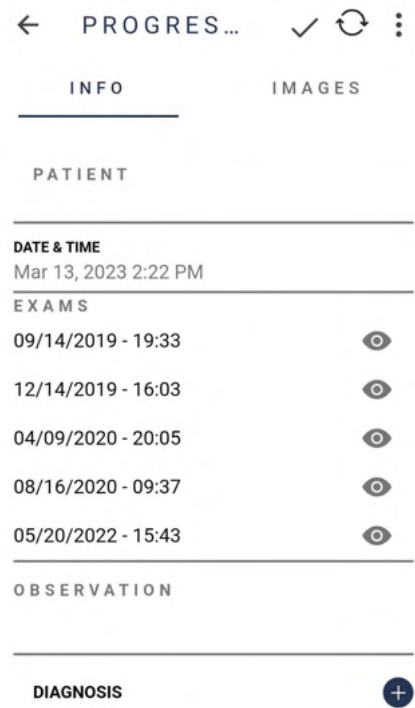 PROGRES...
INFO IMAGES
PATIENT
DATE & TIME
Mar 13, 2023 2:22 PM
EXAMS
09/14/2019 - 19:33
12/14/2019 - 16:03
04/09/2020 - 20:05
08/16/2020 - 09:37
05/20/2022 - 15:43
OBSERVATION
DIAGNOSIS